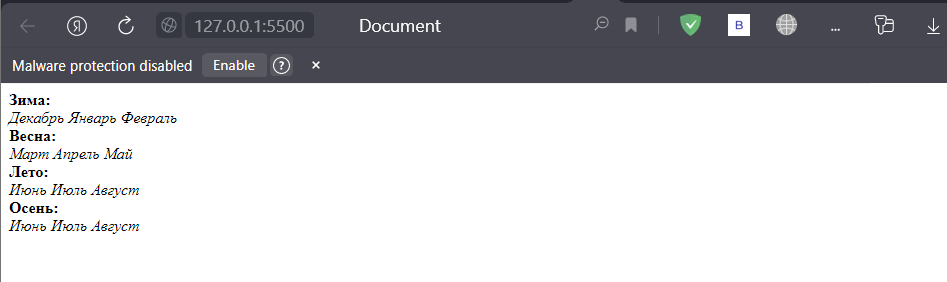 Я 127.0.0.1:5500 Document B ...
Malware protection disabled Enable ? ×
Зима:
Декабрь Январь Февраль
Весна:
Март Апрель Май
Лето:
Июнь Июль Август
Осень:
Июнь Июль Август